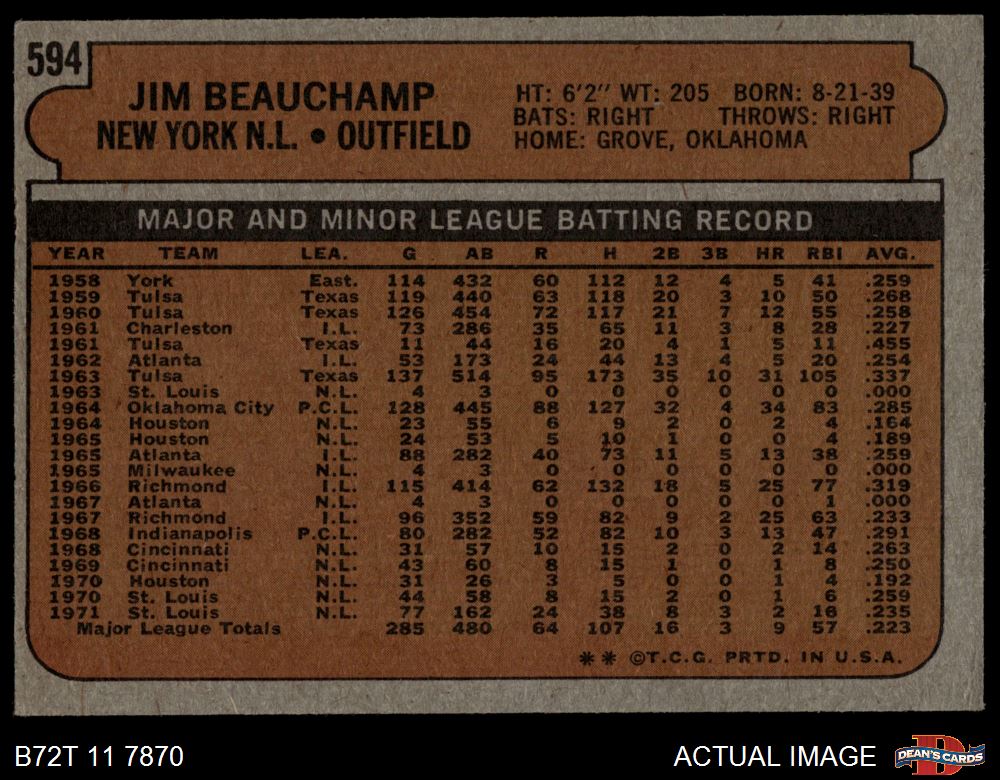 594
JIM BEAUCHAMP
NEW YORK N.L. • OUTFIELD
HT: 6'2" WT: 205 BORN: 8-21-39
BATS: RIGHT THROWS: RIGHT
HOME: GROVE, OKLAHOMA
MAJOR AND MINOR LEAGUE BATTING RECORD
YEAR TEAM LEA. G AB R H 2B 3B HR RBI AVG.
1958 York East. 114 432 60 112 12 4 5 41 .259
1959 Tulsa Texas 119 440 63 118 20 3 10 50 .268
1960 Tulsa Texas 126 454 72 117 21 7 12 55 .258
1961 Charleston I.L. 73 286 35 65 11 3 8 28 .227
1961 Tulsa Texas 11 44 16 20 4 1 5 11 .455
1962 Atlanta I.L. 53 173 24 44 13 4 5 20 .254
1963 Tulsa Texas 137 514 95 173 35 10 31 105 .337
1963 St. Louis N.L. 4 3 0 0 0 0 0 0 .000
1964 Oklahoma City P.C.L. 128 445 88 127 32 4 34 83 .285
1964 Houston N.L. 23 55 6 9 2 0 2 4 .164
1965 Houston N.L. 24 53 5 10 1 0 0 4 .189
1965 Atlanta I.L. 88 282 40 73 11 5 13 38 .259
1965 Milwaukee N.L. 4 3 0 0 0 0 0 0 .000
1966 Richmond I.L. 115 414 62 132 18 5 25 77 .319
1967 Atlanta N.L. 4 3 0 0 0 0 0 1 .000
1967 Richmond I.L. 96 352 59 82 9 2 25 63 .233
1968 Indianapolis P.C.L. 80 282 52 82 10 3 13 47 .291
1968 Cincinnati N.L. 31 57 10 15 2 0 2 14 .263
1969 Cincinnati N.L. 43 60 8 15 1 0 1 8 .250
1970 Houston N.L. 31 26 3 5 0 0 1 4 .192
1970 St. Louis N.L. 44 58 8 15 2 0 1 6 .259
1971 St. Louis N.L. 77 162 24 38 8 3 2 16 .235
Major League Totals 285 480 64 107 16 3 9 57 .223
** ©T.C.G. PRTD. IN U.S.A.
B72T 11 7870
ACTUAL IMAGE
DEAN'S CARDS